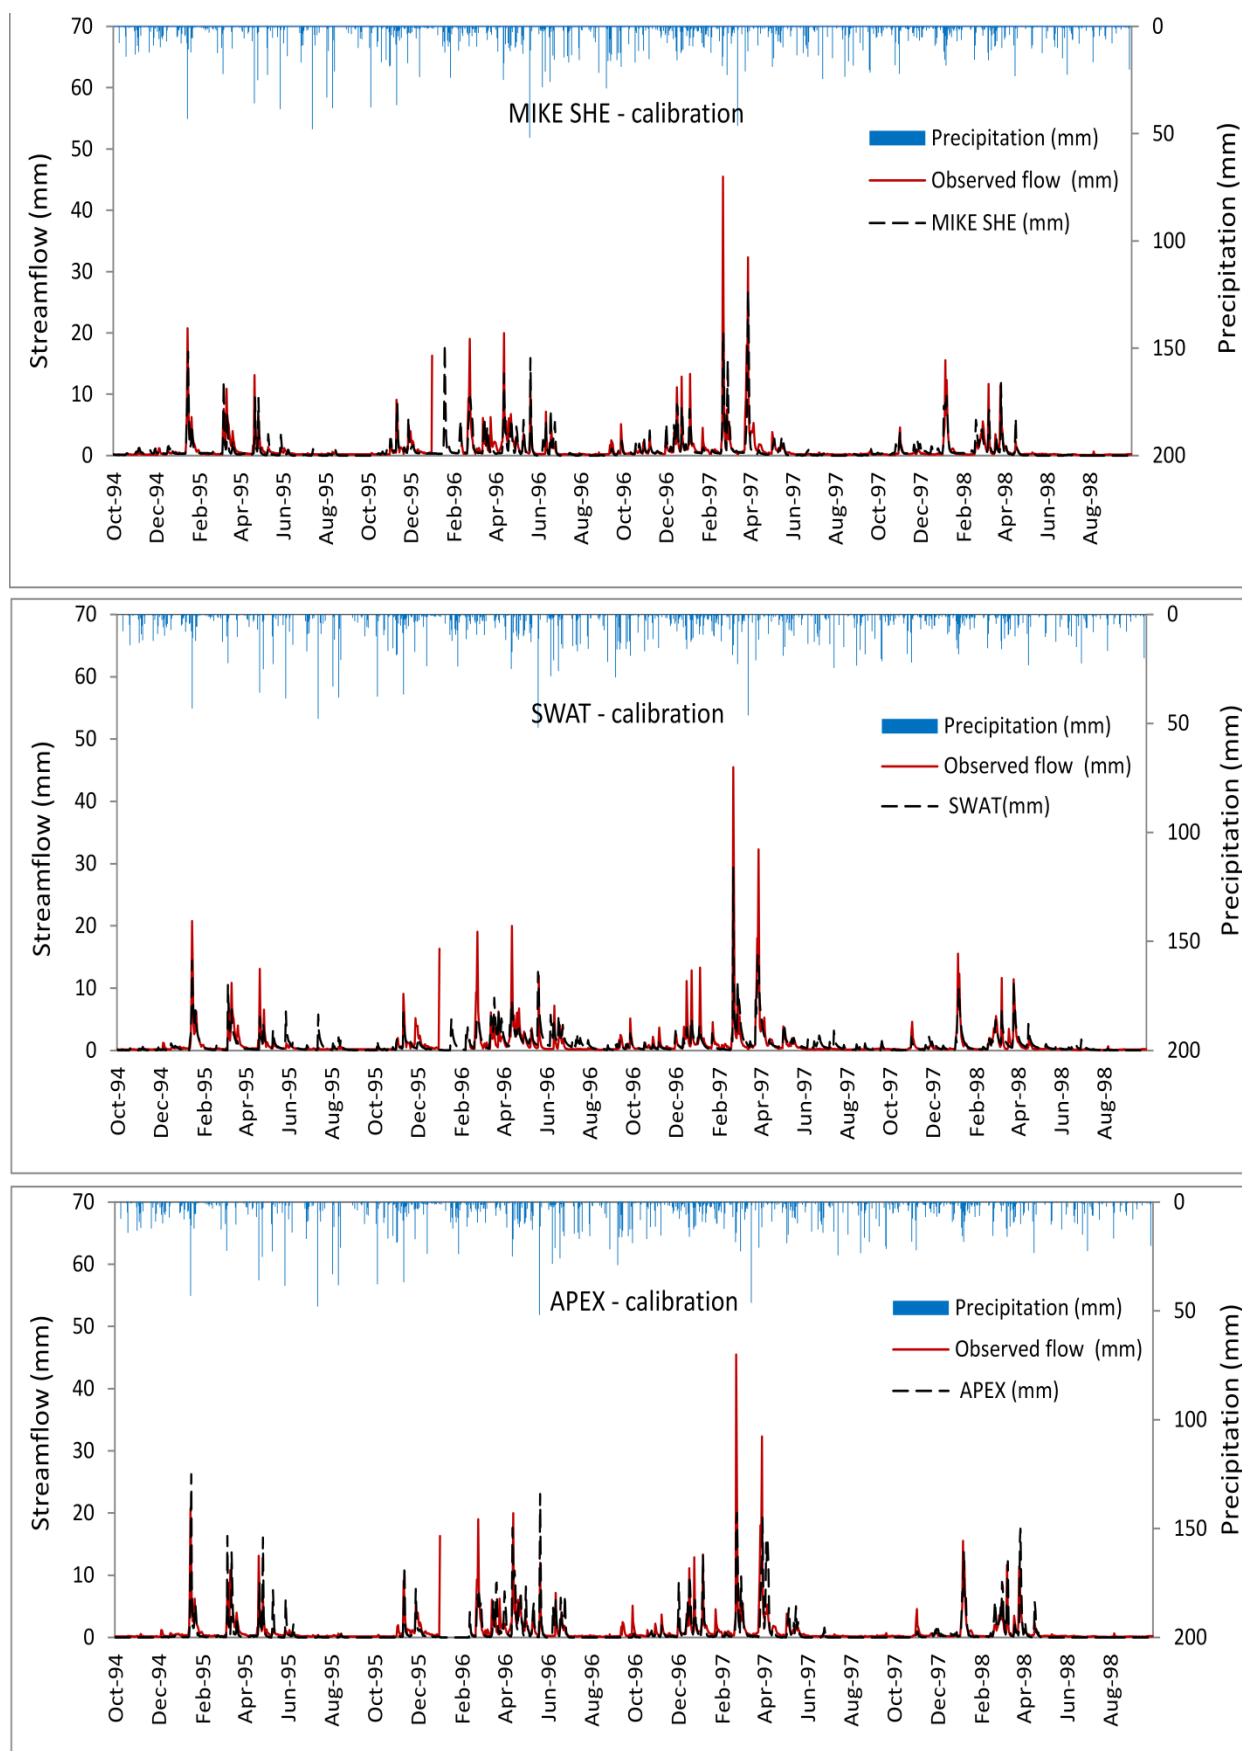 MIKE SHE - calibration
Streamflow (mm)
70
60
50
40
30
20
10
0
Precipitation (mm)
Observed flow (mm)
MIKE SHE (mm)
0
50
100
150
200
Precipitation (mm)
Oct-94
Dec-94
Feb-95
Apr-95
Jun-95
Aug-95
Oct-95
Dec-95
Feb-96
Apr-96
Jun-96
Aug-96
Oct-96
Dec-96
Feb-97
Apr-97
Jun-97
Aug-97
Oct-97
Dec-97
Feb-98
Apr-98
Jun-98
Aug-98
SWAT - calibration
Streamflow (mm)
70
60
50
40
30
20
10
0
Precipitation (mm)
Observed flow (mm)
SWAT(mm)
0
50
100
150
200
Precipitation (mm)
Oct-94
Dec-94
Feb-95
Apr-95
Jun-95
Aug-95
Oct-95
Dec-95
Feb-96
Apr-96
Jun-96
Aug-96
Oct-96
Dec-96
Feb-97
Apr-97
Jun-97
Aug-97
Oct-97
Dec-97
Feb-98
Apr-98
Jun-98
Aug-98
APEX - calibration
Streamflow (mm)
70
60
50
40
30
20
10
0
Precipitation (mm)
Observed flow (mm)
APEX (mm)
0
50
100
150
200
Precipitation (mm)
Oct-94
Dec-94
Feb-95
Apr-95
Jun-95
Aug-95
Oct-95
Dec-95
Feb-96
Apr-96
Jun-96
Aug-96
Oct-96
Dec-96
Feb-97
Apr-97
Jun-97
Aug-97
Oct-97
Dec-97
Feb-98
Apr-98
Jun-98
Aug-98